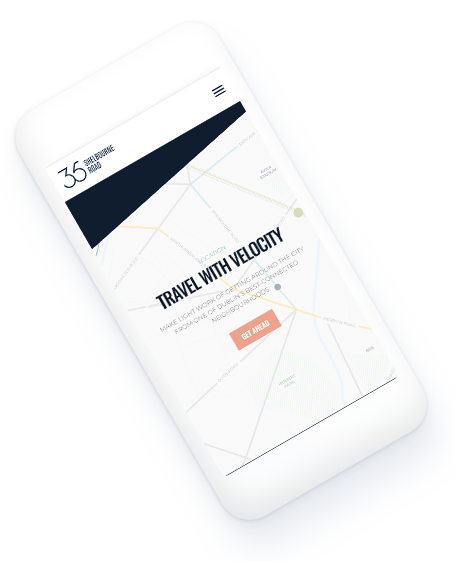 35 SHELBOURNE
ROAD
LOCATION
TRAVEL WITH VELOCITY
MAKE LIGHT WORK OF GETTING AROUND THE CITY
FROM ONE OF DUBLIN'S BEST-CONNECTED
NEIGHBOURHOODS.
GET AHEAD